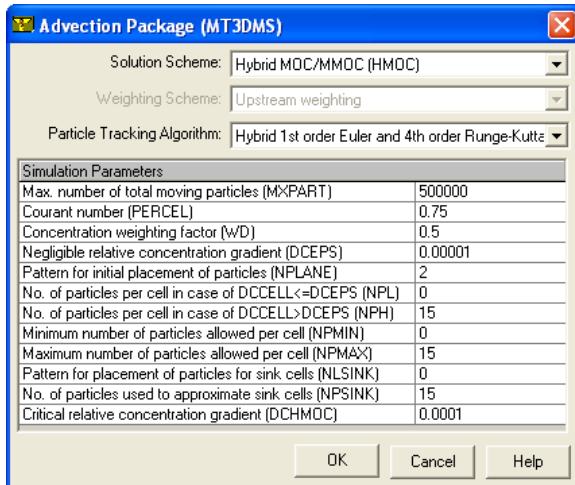 Advection Package (MT3DMS)
Solution Scheme: Hybrid MOC/MMOC (HMOC)
Weighting Scheme: Upstream weighting
Particle Tracking Algorithm: Hybrid 1st order Euler and 4th order Runge-Kutta
Simulation Parameters
Max. number of total moving particles (MXPART) 500000
Courant number (PERCEL) 0.75
Concentration weighting factor (WD) 0.5
Negligible relative concentration gradient (DCEPS) 0.00001
Pattern for initial placement of particles (NPLANE) 2
No. of particles per cell in case of DCCELL<=DCEPS (NPL) 0
No. of particles per cell in case of DCCELL>DCEPS (NPH) 15
Minimum number of particles allowed per cell (NPMIN) 0
Maximum number of particles allowed per cell (NPMAX) 15
Pattern for placement of particles for sink cells (NLSINK) 0
No. of particles used to approximate sink cells (NPSINK) 15
Critical relative concentration gradient (DCHMOC) 0.0001
OK Cancel Help